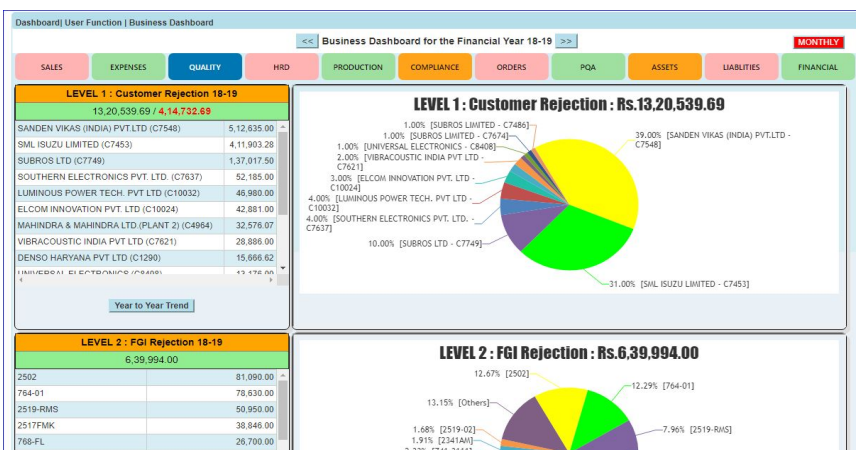 Dashboard| User Function | Business Dashboard
<< Business Dashboard for the Financial Year 18-19 >>
MONTHLY
SALES EXPENSES QUALITY HRD PRODUCTION COMPLIANCE ORDERS PQA ASSETS LIABLITIES FINANCIAL
LEVEL 1 : Customer Rejection 18-19
13,20,539.69 / 4,14,732.69
SANDEN VIKAS (INDIA) PVT.LTD (C7548) 5,12,635.00
SML ISUZU LIMITED (C7453) 4,11,903.28
SUBROS LTD (C7749) 1,37,017.50
SOUTHERN ELECTRONICS PVT. LTD. (C7637) 52,185.00
LUMINOUS POWER TECH. PVT LTD (C10032) 46,980.00
ELCOM INNOVATION PVT. LTD (C10024) 42,881.00
MAHINDRA & MAHINDRA LTD.(PLANT 2) (C4964) 32,576.07
VIBRACOUSTIC INDIA PVT LTD (C7621) 28,886.00
DENSO HARYANA PVT LTD (C1290) 15,666.62
UNIVERSAL ELECTRONICS (C8408) 13,176.00
Year to Year Trend
LEVEL 1 : Customer Rejection : Rs.13,20,539.69
1.00% [SUBROS LIMITED - C7486]
1.00% [SUBROS LIMITED - C7674]
1.00% [UNIVERSAL ELECTRONICS - C8408]
2.00% [VIBRACOUSTIC INDIA PVT LTD -
C7621]
3.00% [ELCOM INNOVATION PVT. LTD -
C10024]
4.00% [LUMINOUS POWER TECH. PVT LTD -
C10032]
4.00% [SOUTHERN ELECTRONICS PVT. LTD. -
C7637]
10.00% [SUBROS LTD - C7749]
39.00% [SANDEN VIKAS (INDIA) PVT.LTD -
C7548]
31.00% [SML ISUZU LIMITED - C7453]
LEVEL 2 : FGI Rejection 18-19
6,39,994.00
2502 81,090.00
764-01 78,630.00
2519-RMS 50,950.00
2517FMK 38,846.00
768-FL 26,700.00
LEVEL 2 : FGI Rejection : Rs.6,39,994.00
12.67% [2502]
12.29% [764-01]
13.15% [Others]
7.96% [2519-RMS]
1.68% [2519-02]
1.91% [2341AM]